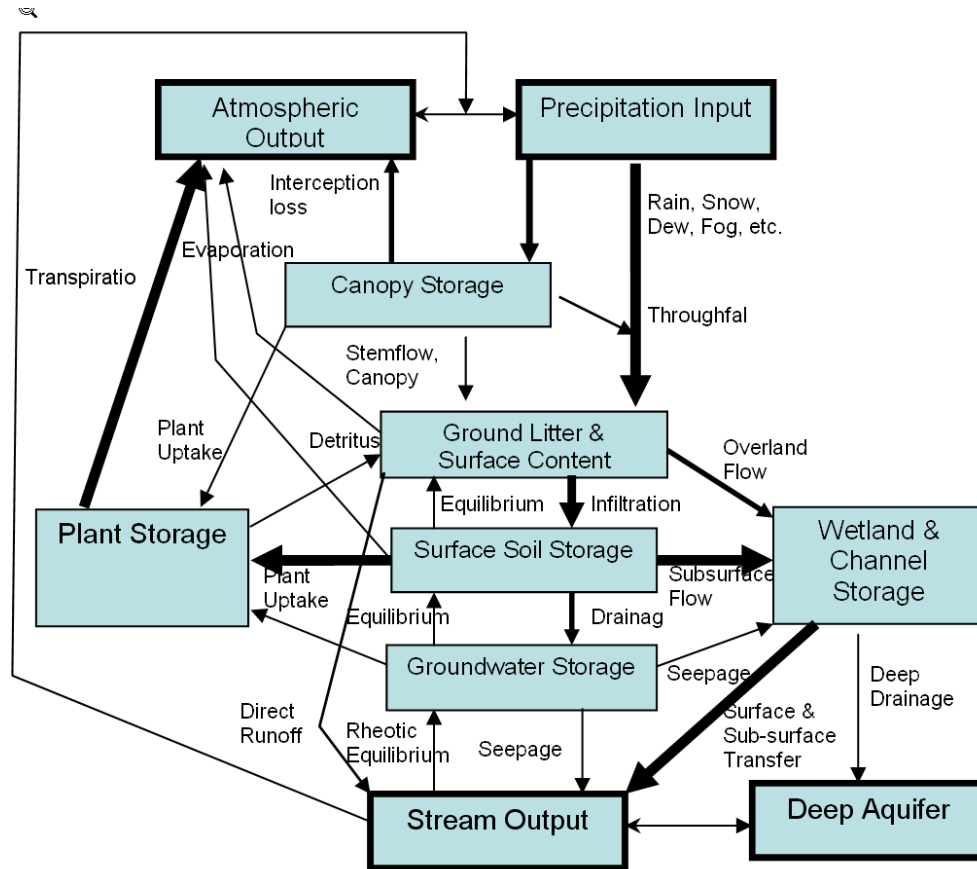 Atmospheric
Output
Precipitation Input
Interception
loss
Rain, Snow,
Dew, Fog, etc.
Evaporation
Transpiratio
Canopy Storage
Throughfal
Stemflow,
Canopy
Plant
Uptake
Detritus
Ground Litter &
Surface Content
Overland
Flow
Equilibrium
Infiltration
Plant Storage
Surface Soil Storage
Wetland &
Channel
Storage
Plant
Uptake
Subsurface
Flow
Equilibrium
Drainag
Groundwater Storage
Seepage
Deep
Drainage
Direct
Runoff
Rheotic
Equilibrium
Seepage
Surface &
Sub-surface
Transfer
Stream Output
Deep Aquifer